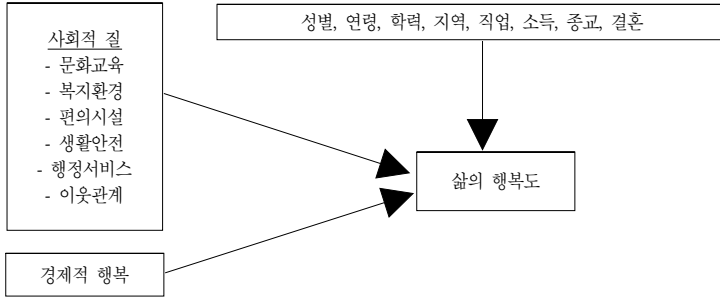 성별, 연령, 학력, 지역, 직업, 소득, 종교, 결혼
사회적 질
- 문화교육
- 복지환경
- 편의시설
- 생활안전
- 행정서비스
- 이웃관계
삶의 행복도
경제적 행복